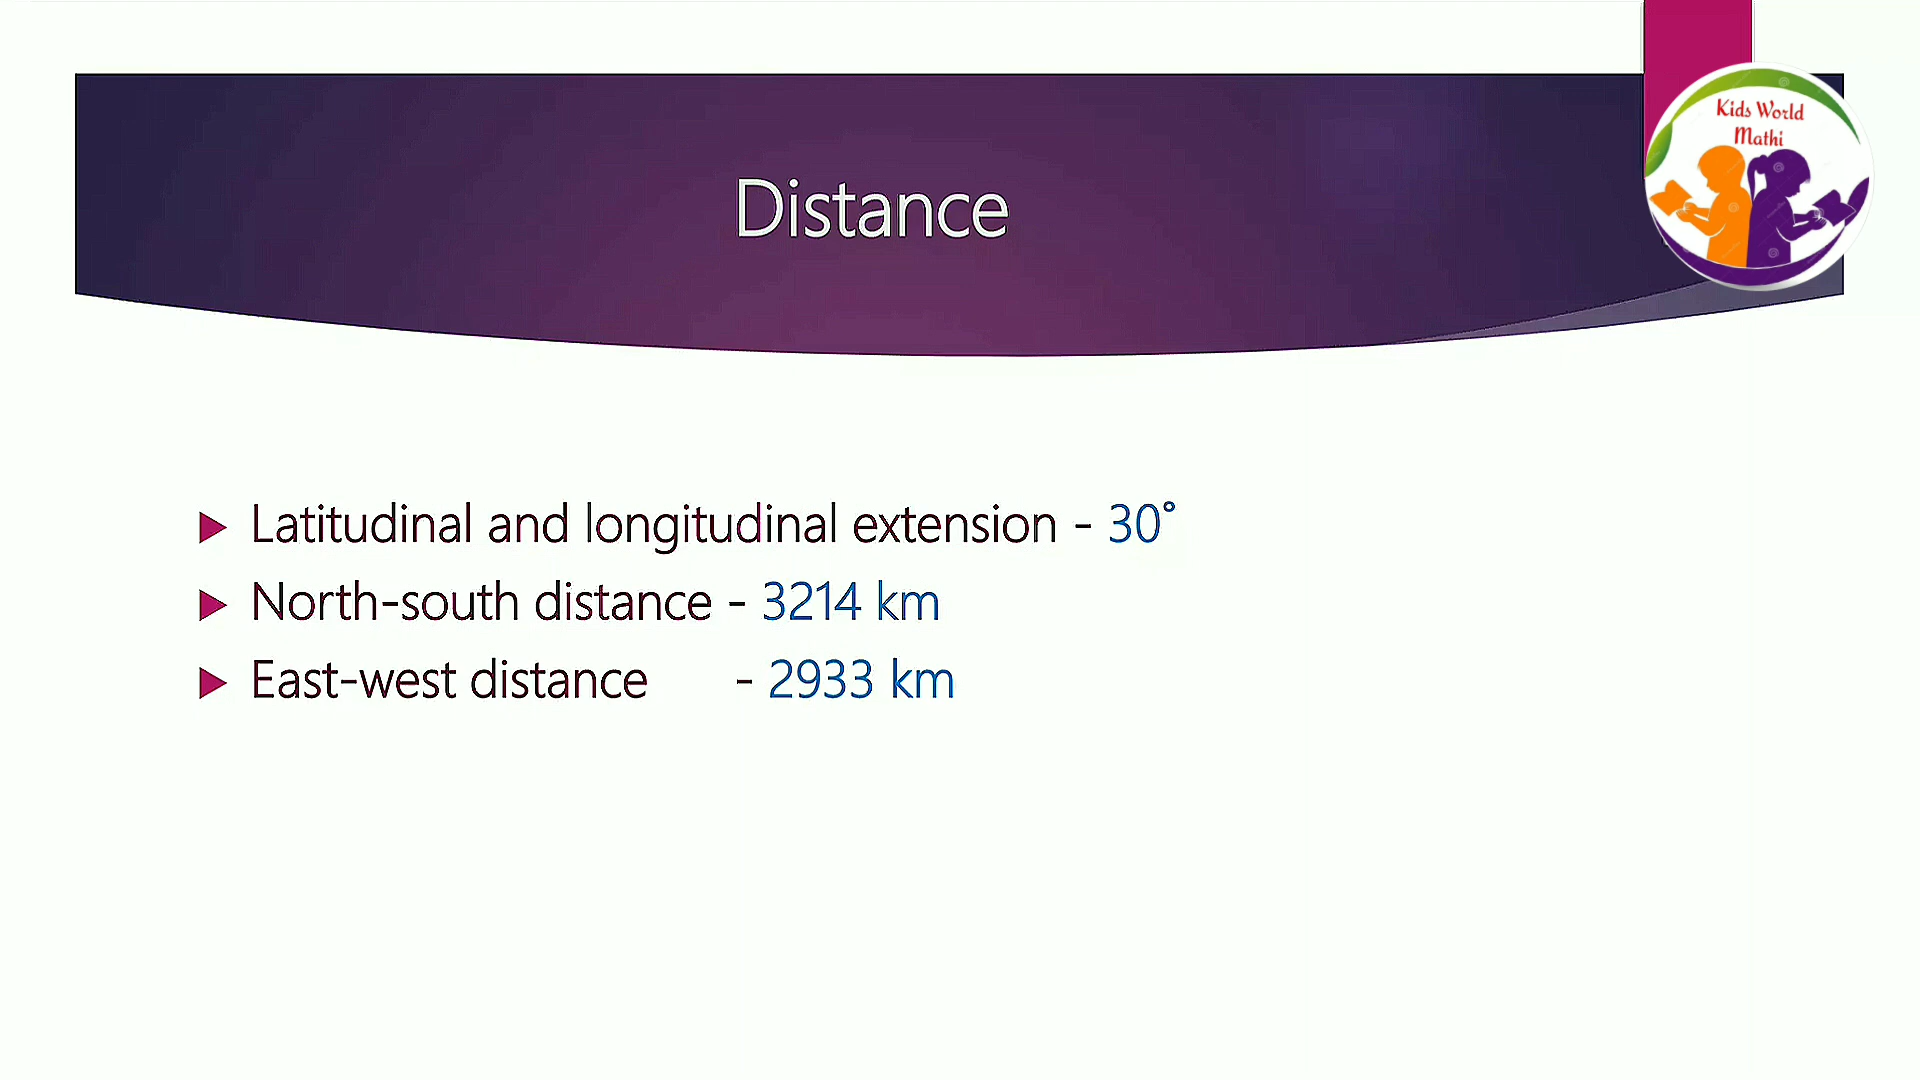 Kids World
Mathi
Distance
Latitudinal and longitudinal extension - 30°
North-south distance - 3214 km
East-west distance - 2933 km